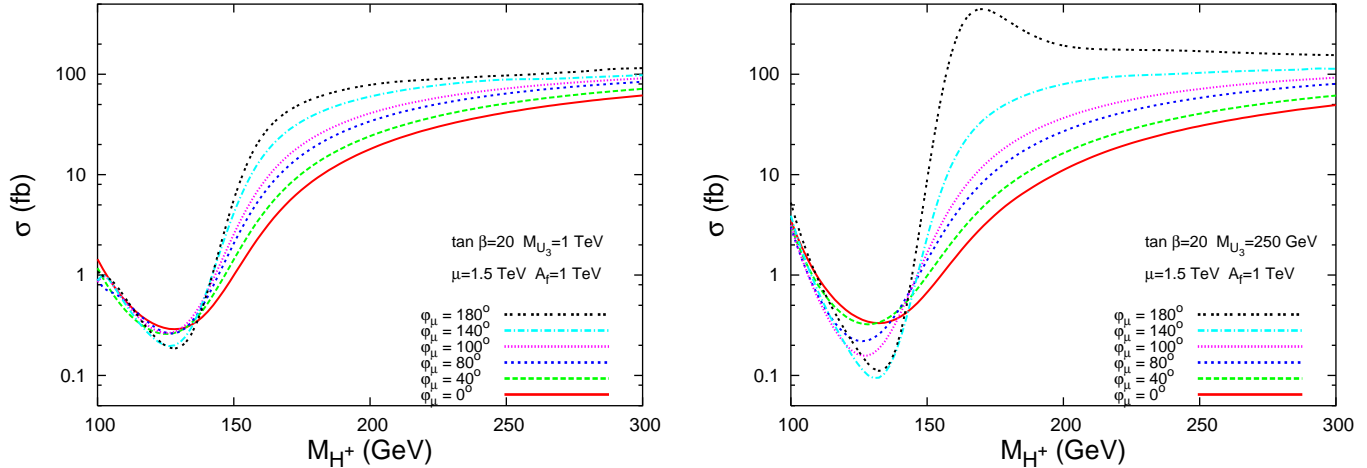 σ (fb)
100
10
1
0.1
tan β=20 M_U₃=1 TeV
μ=1.5 TeV A_f=1 TeV
φ_μ = 180°
φ_μ = 140°
φ_μ = 100°
φ_μ = 80°
φ_μ = 40°
φ_μ = 0°
100 150 200 250 300
M_H⁺ (GeV)
σ (fb)
100
10
1
0.1
tan β=20 M_U₃=250 GeV
μ=1.5 TeV A_f=1 TeV
φ_μ = 180°
φ_μ = 140°
φ_μ = 100°
φ_μ = 80°
φ_μ = 40°
φ_μ = 0°
100 150 200 250 300
M_H⁺ (GeV)